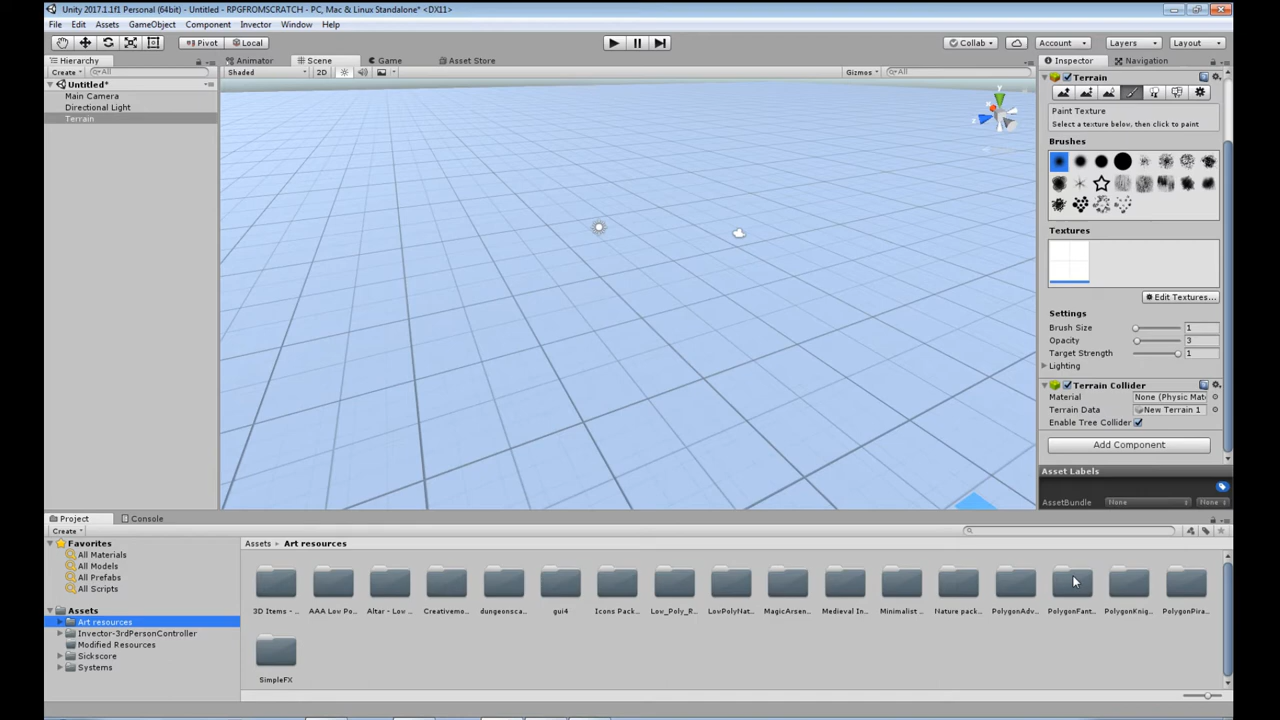 Unity 2017.1.1f1 Personal (64bit) - Untitled - RPGFROMSCRATCH - PC, Mac & Linux Standalone* <DX11>
File Edit Assets GameObject Component Invector Window Help
Pivot Local Collab Account Layers Layout
Hierarchy
Create All
Untitled*
Main Camera
Directional Light
Terrain
Animator Scene Game Asset Store
Shaded 2D Gizmos All
y
x
z
Inspector Navigation
Terrain
Paint Texture
Select a texture below, then click to paint
Brushes
Textures
Edit Textures...
Settings
Brush Size 1
Opacity 3
Target Strength 1
Lighting
Terrain Collider
Material None (Physic Mat
Terrain Data New Terrain 1
Enable Tree Collider
Add Component
Asset Labels
AssetBundle None None
Project Console
Create
Favorites
All Materials
All Models
All Prefabs
All Scripts
Assets
Art resources
Invector-3rdPersonController
Modified Resources
Sickscore
Systems
Assets Art resources
3D Items - ... AAA Low Po... Altar - Low ... Creativemo... dungeonsca... gui4 Icons Pack... Low_Poly_R... LowPolyNat... MagicArsen... Medieval In... Minimalist ... Nature pack... PolygonAdv... PolygonFant... PolygonKnig... PolygonPira...
SimpleFX